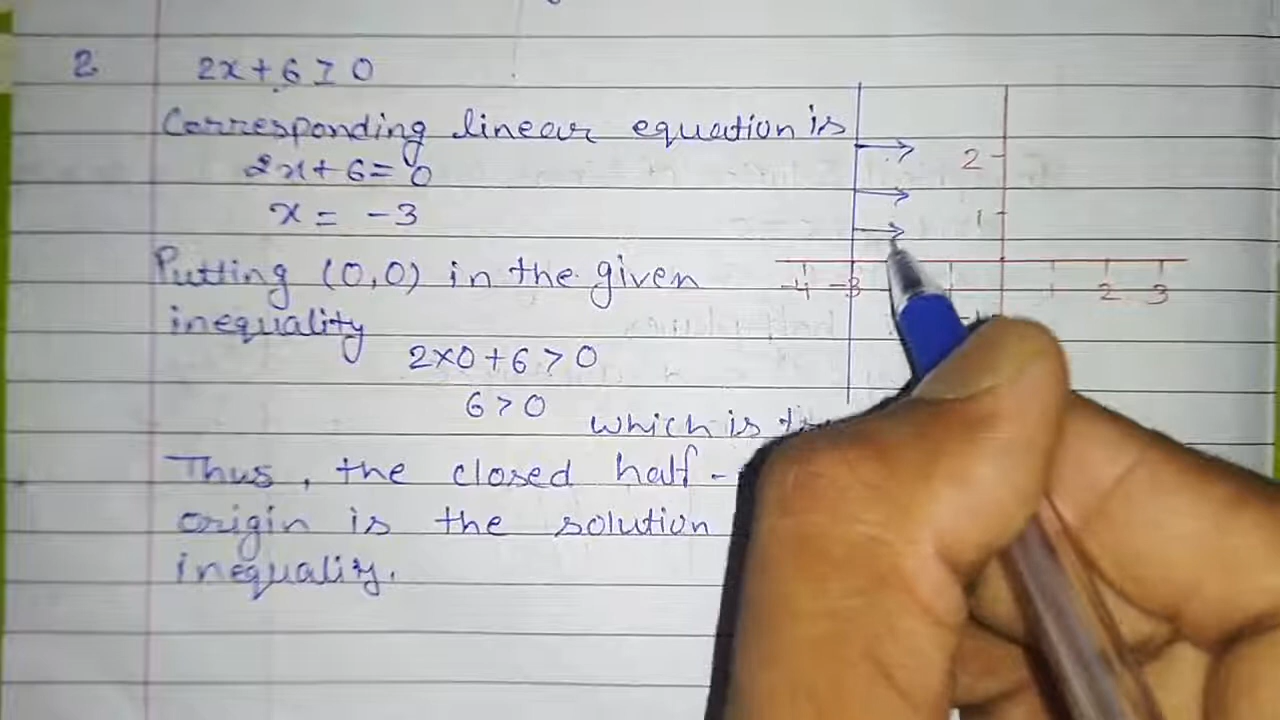 2 2x + 6 ≥ 0
Corresponding linear equation is
2x + 6 = 0
x = -3
Putting (0,0) in the given
inequality
2×0 + 6 > 0
6 > 0
which is
Thus, the closed half-
origin is the solution
inequality.
2
1
-4 -3 2 3